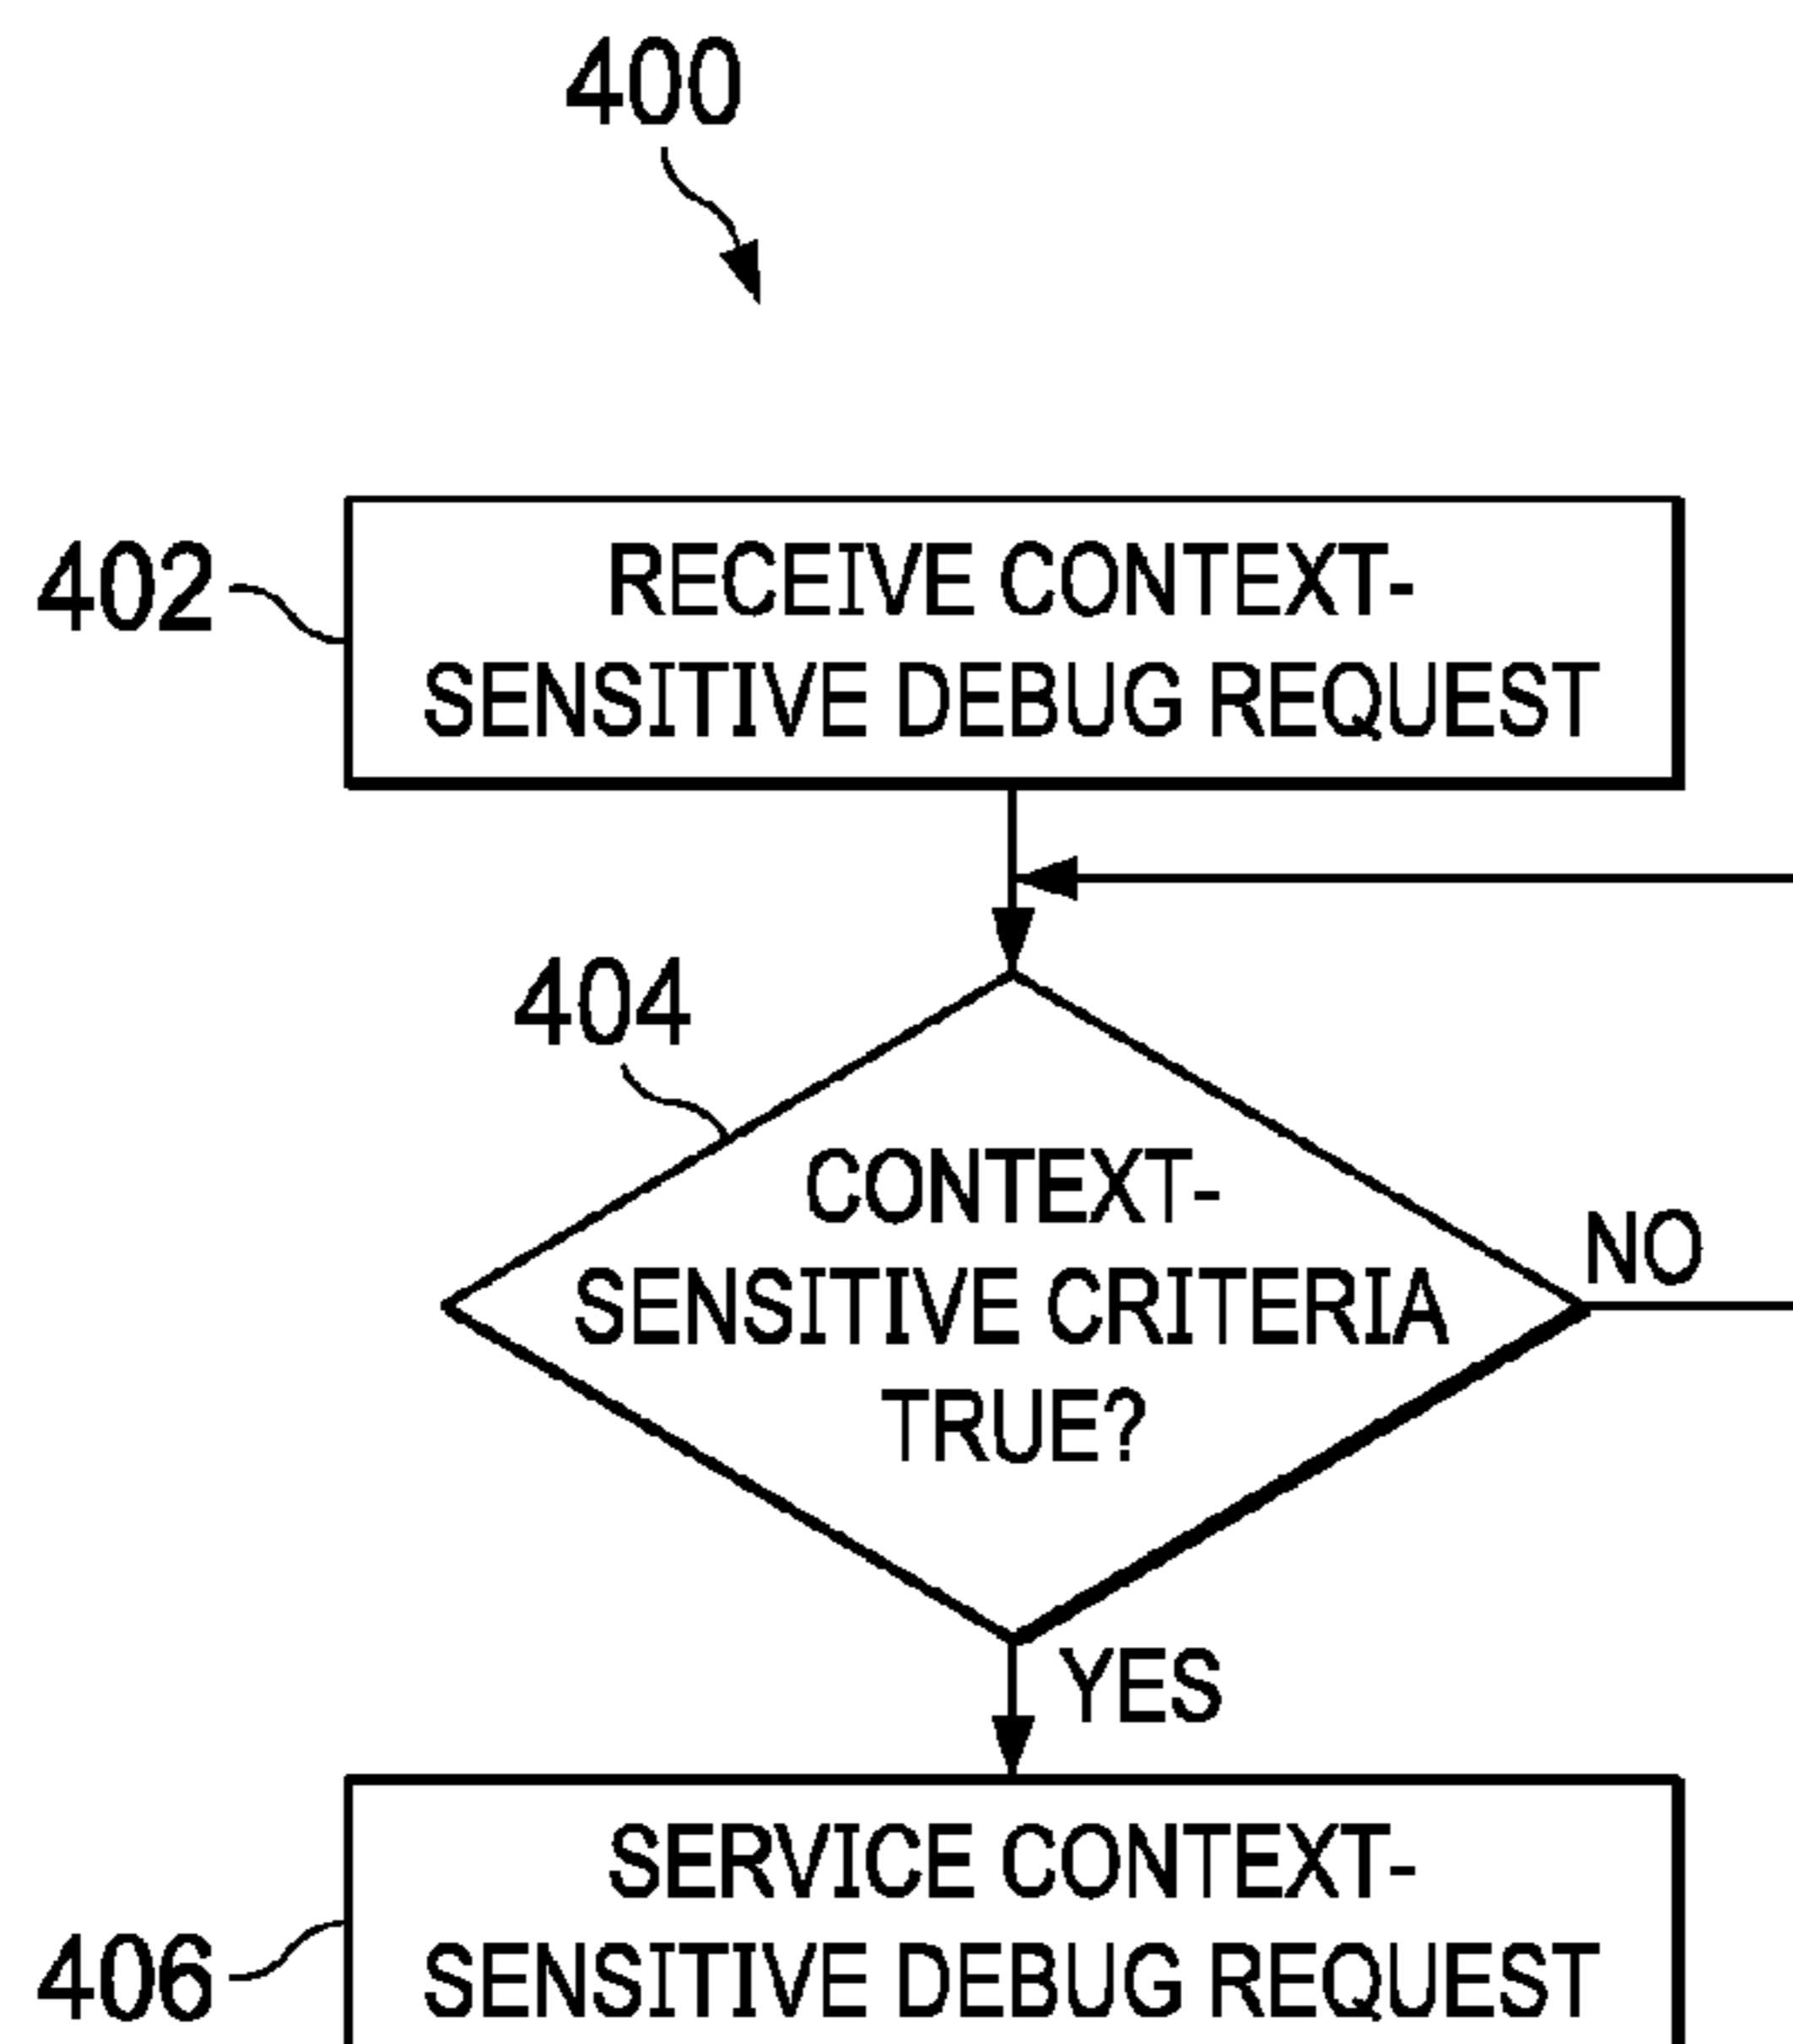 400
402
RECEIVE CONTEXT-
SENSITIVE DEBUG REQUEST
404
CONTEXT-
SENSITIVE CRITERIA
TRUE?
NO
YES
SERVICE CONTEXT-
406
SENSITIVE DEBUG REQUEST